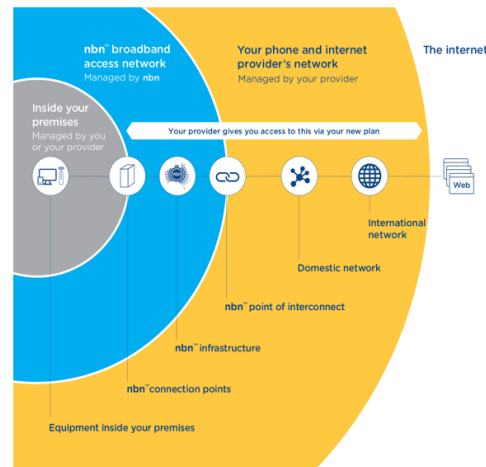 nbn™ broadband
access network
Managed by nbn
Your phone and internet
provider's network
Managed by your provider
The internet
Inside your
premises
Managed by you
or your provider
Your provider gives you access to this via your new plan
nbn
Web
International
network
Domestic network
nbn™ point of interconnect
nbn™ infrastructure
nbn™ connection points
Equipment inside your premises